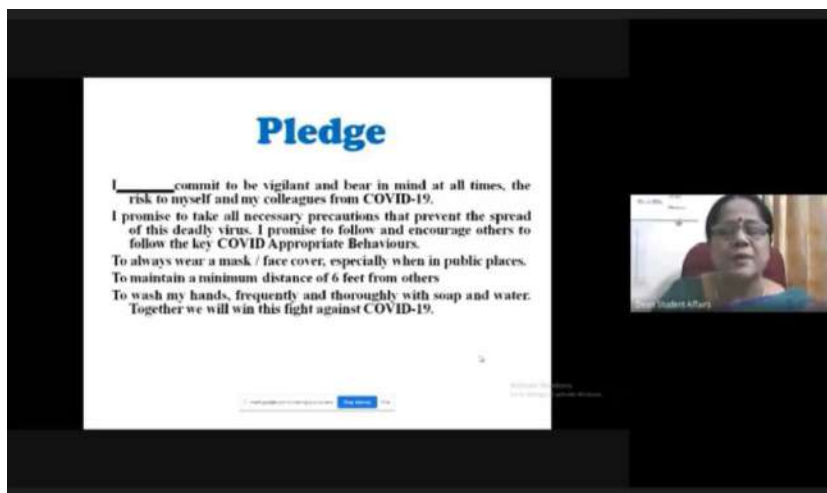 Pledge
I_______commit to be vigilant and bear in mind at all times, the
risk to myself and my colleagues from COVID-19.
I promise to take all necessary precautions that prevent the spread
of this deadly virus. I promise to follow and encourage others to
follow the key COVID Appropriate Behaviours.
To always wear a mask / face cover, especially when in public places.
To maintain a minimum distance of 6 feet from others
To wash my hands, frequently and thoroughly with soap and water.
Together we will win this fight against COVID-19.
Dean Student Affairs